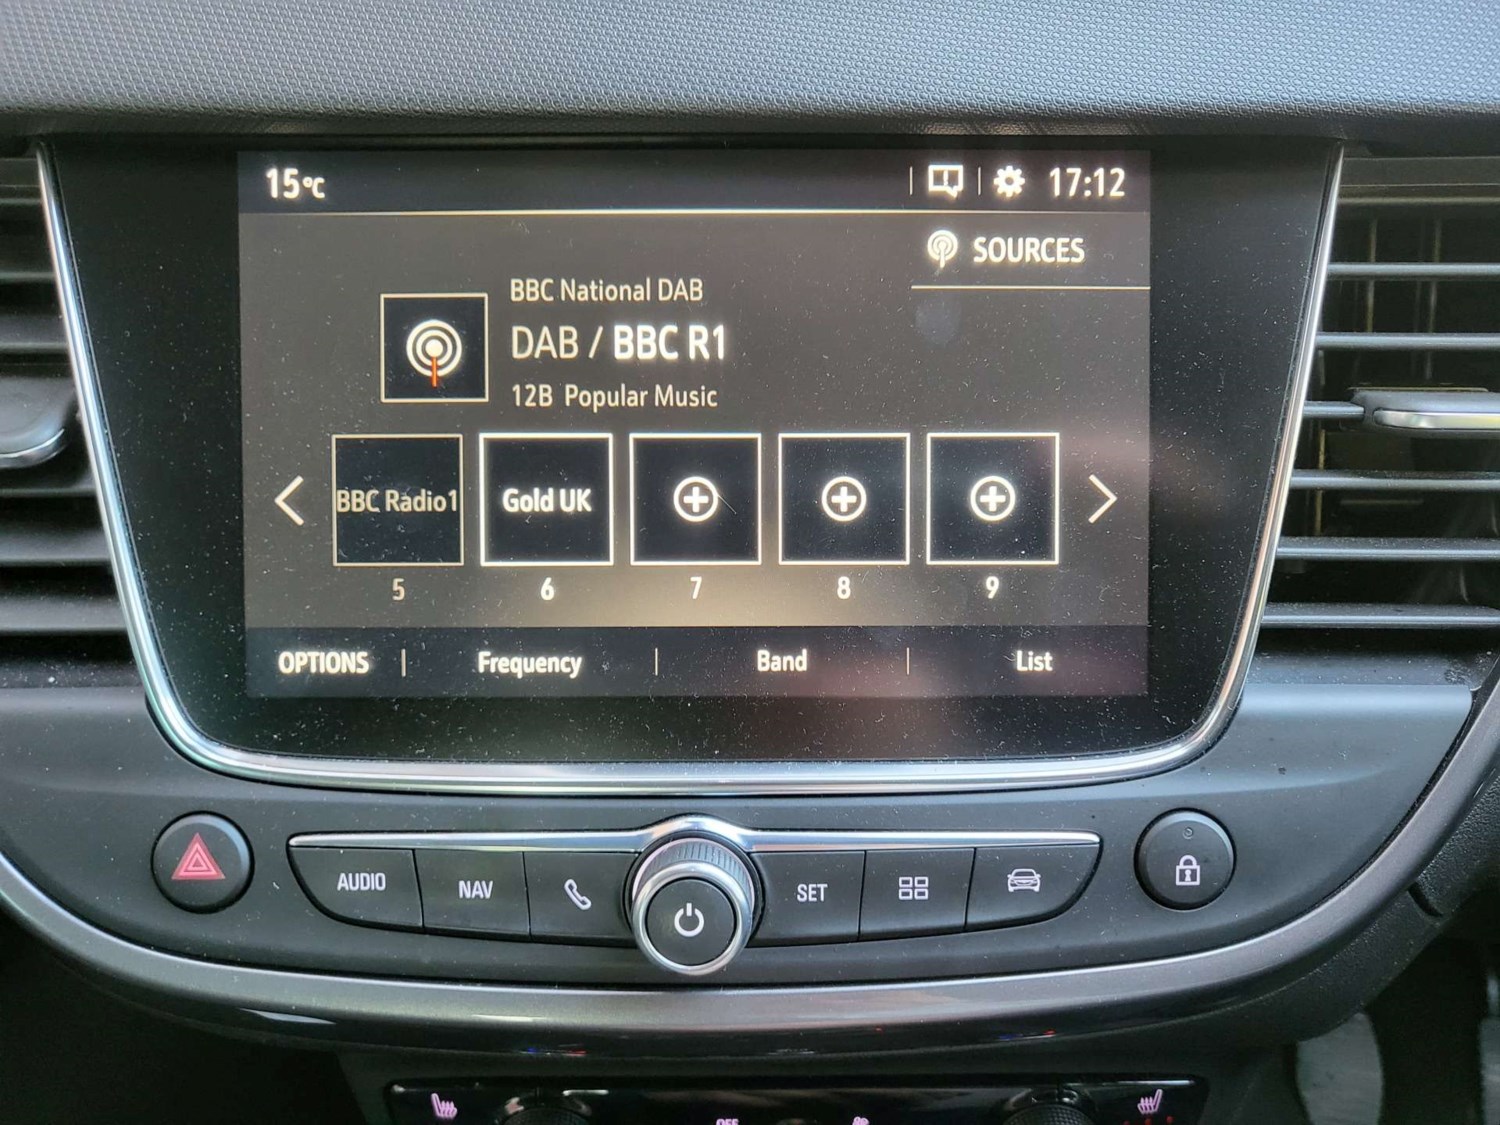 15°C
17:12
SOURCES
BBC National DAB
DAB / BBC R1
12B Popular Music
BBC Radio1
Gold UK
5
6
7
8
9
OPTIONS
Frequency
Band
List
AUDIO
NAV
SET
OFF